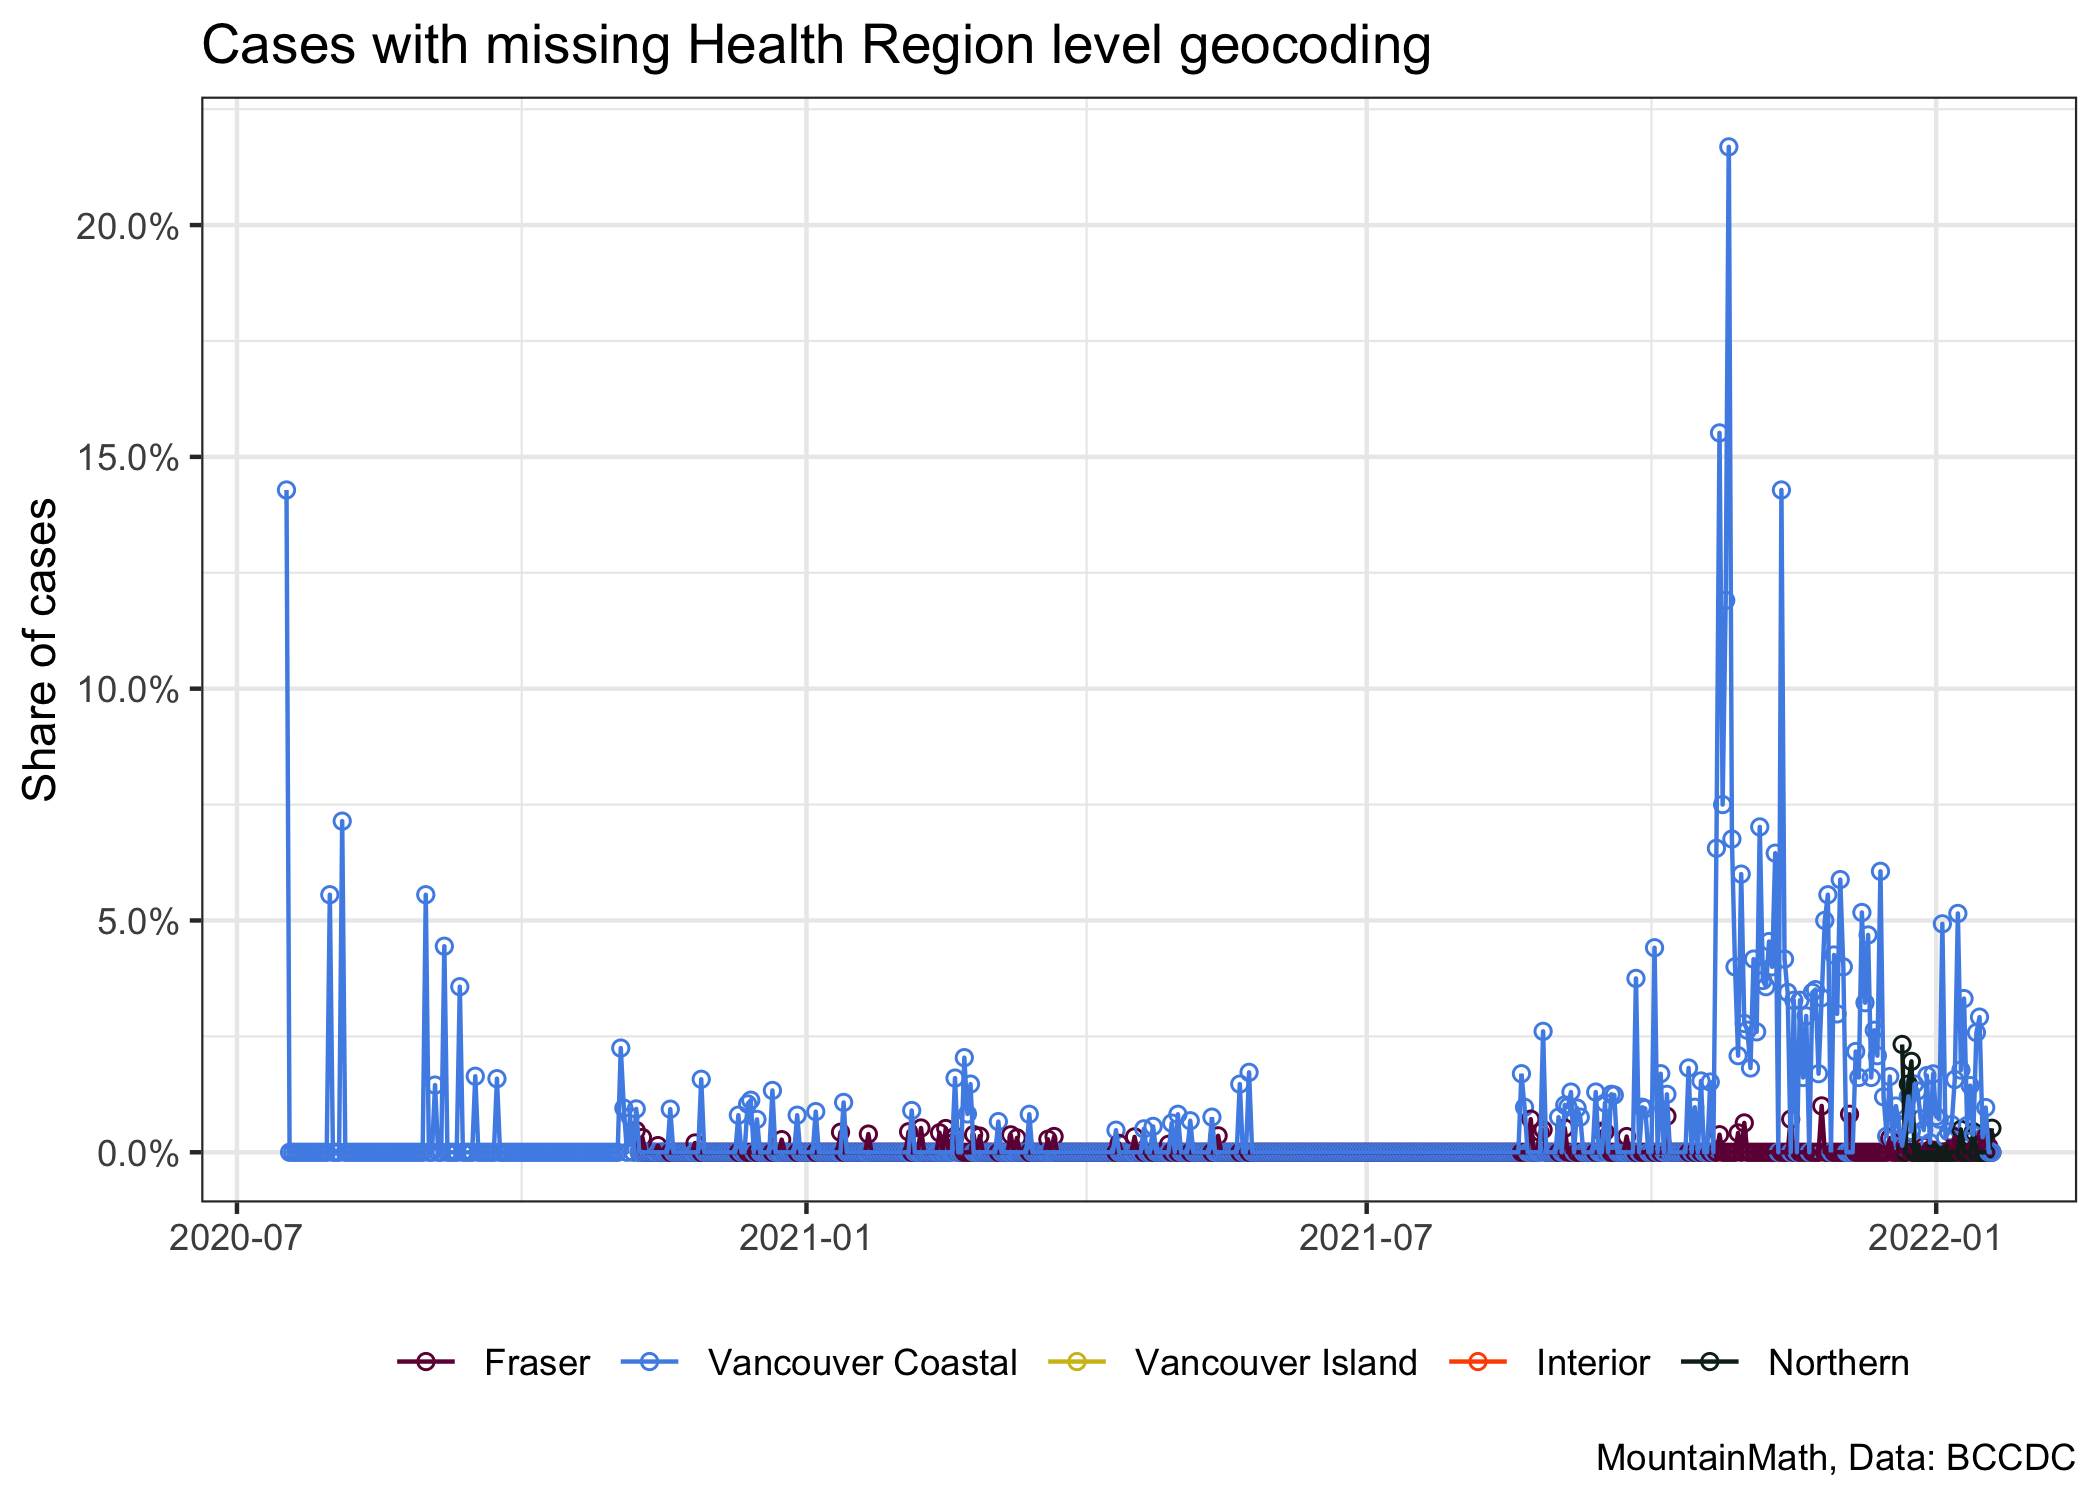 Cases with missing Health Region level geocoding
Share of cases
20.0%
15.0%
10.0%
5.0%
0.0%
2020-07
2021-01
2021-07
2022-01
Fraser
Vancouver Coastal
Vancouver Island
Interior
Northern
MountainMath, Data: BCCDC